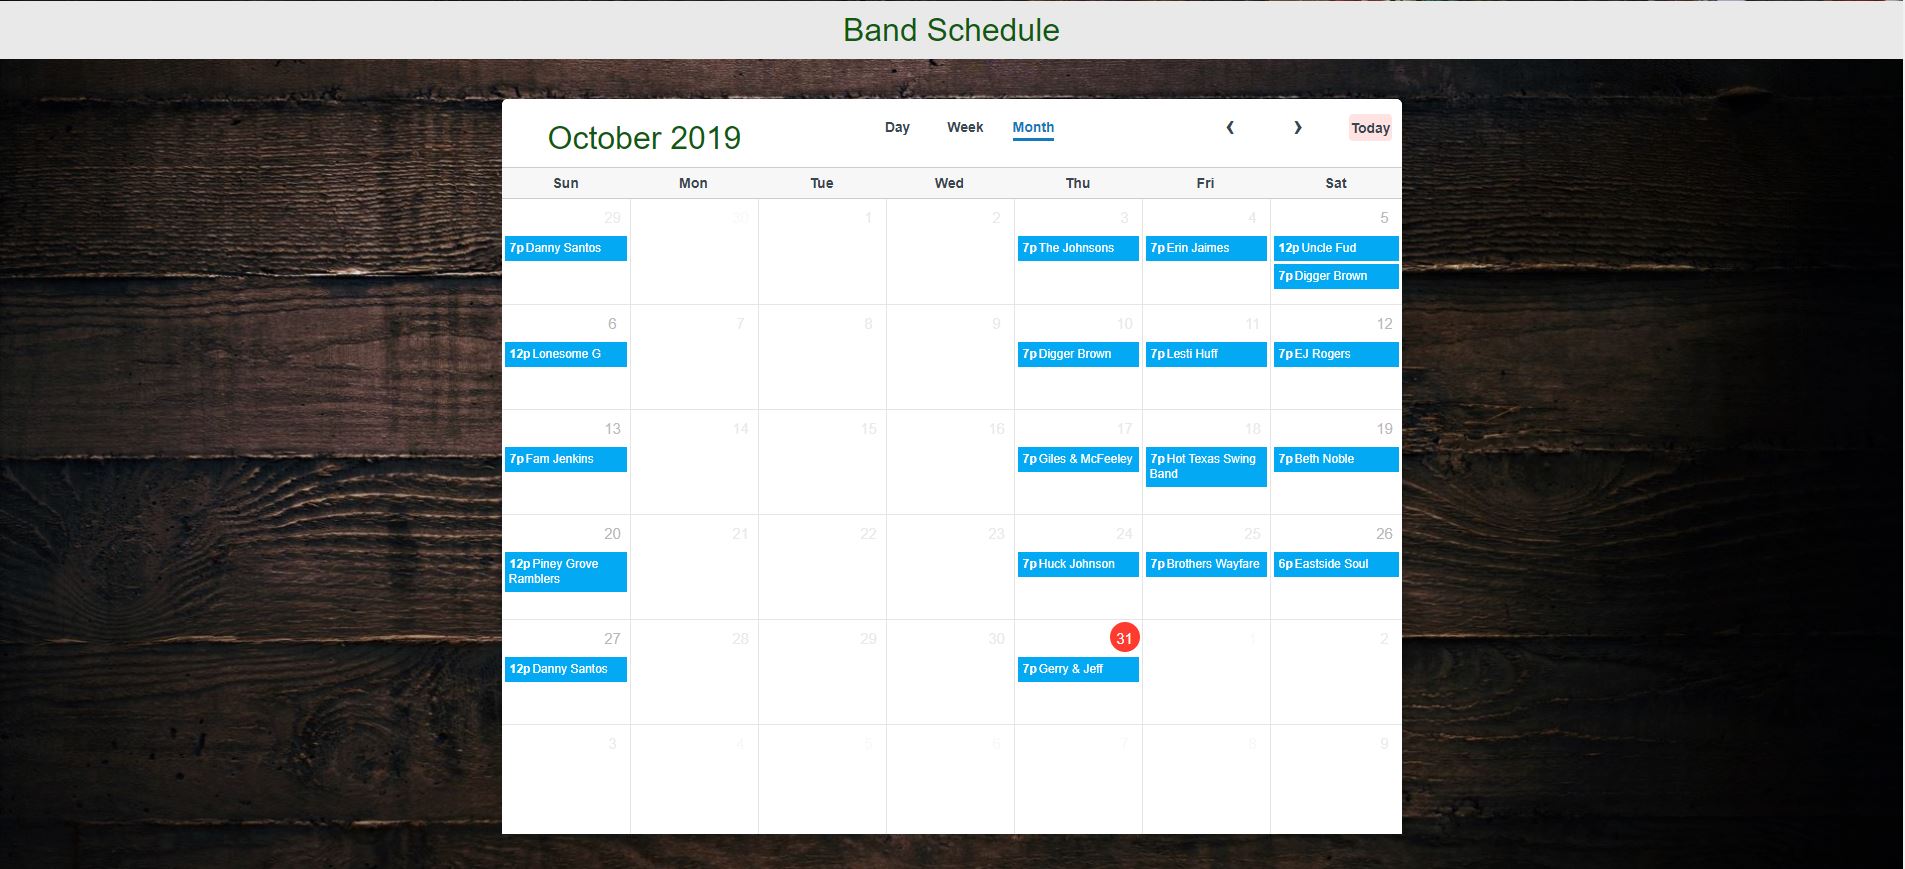 Band Schedule
October 2019
Day Week Month
❮ ❯ Today
Sun Mon Tue Wed Thu Fri Sat
29 30 1 2 3 4 5
7p Danny Santos 7p The Johnsons 7p Erin Jaimes 12p Uncle Fud
7p Digger Brown
6 7 8 9 10 11 12
12p Lonesome G 7p Digger Brown 7p Lesti Huff 7p EJ Rogers
13 14 15 16 17 18 19
7p Fam Jenkins 7p Giles & McFeeley 7p Hot Texas Swing 7p Beth Noble
Band
20 21 22 23 24 25 26
12p Piney Grove 7p Huck Johnson 7p Brothers Wayfare 6p Eastside Soul
Ramblers
27 28 29 30 31 1 2
12p Danny Santos 7p Gerry & Jeff
3 4 5 6 7 8 9